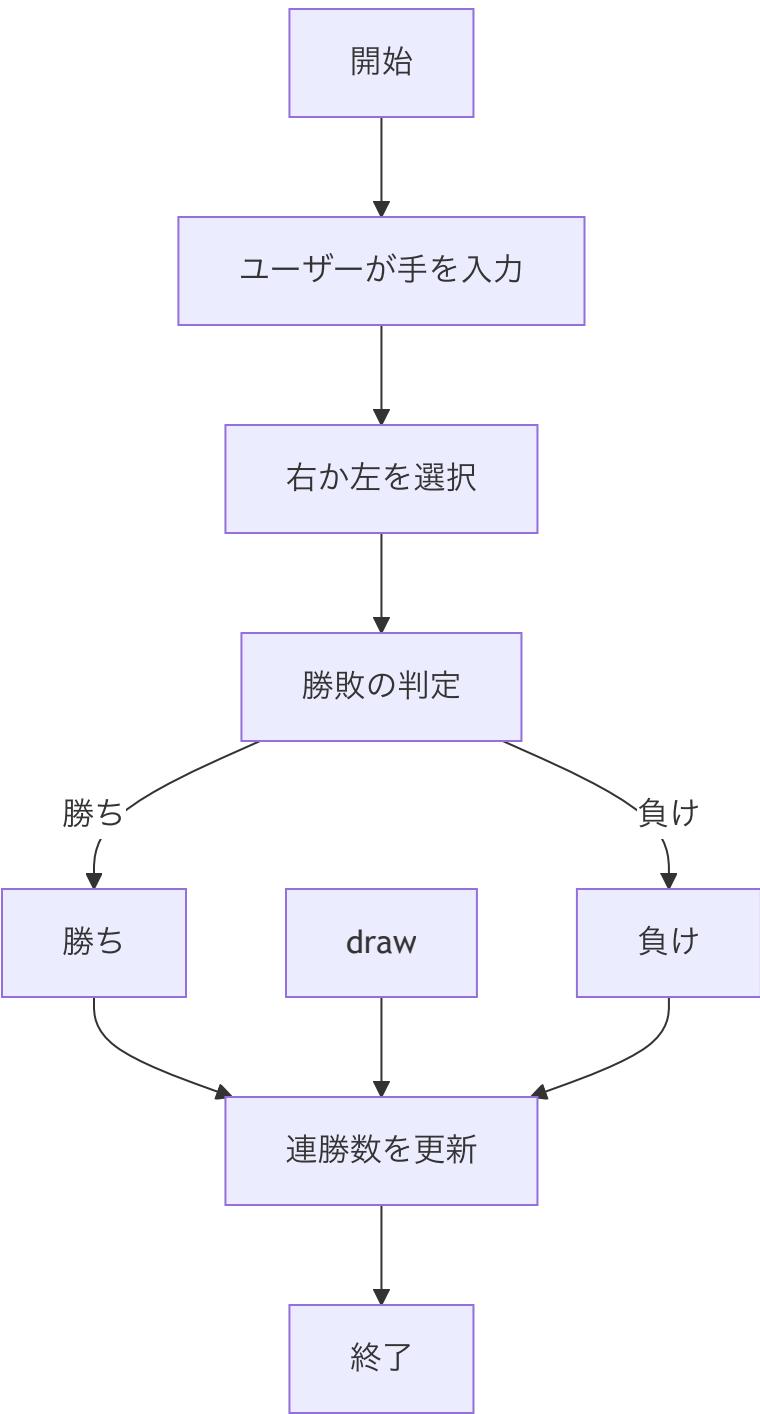 開始
ユーザーが手を入力
右か左を選択
勝敗の判定
勝ち
負け
勝ち
draw
負け
連勝数を更新
終了